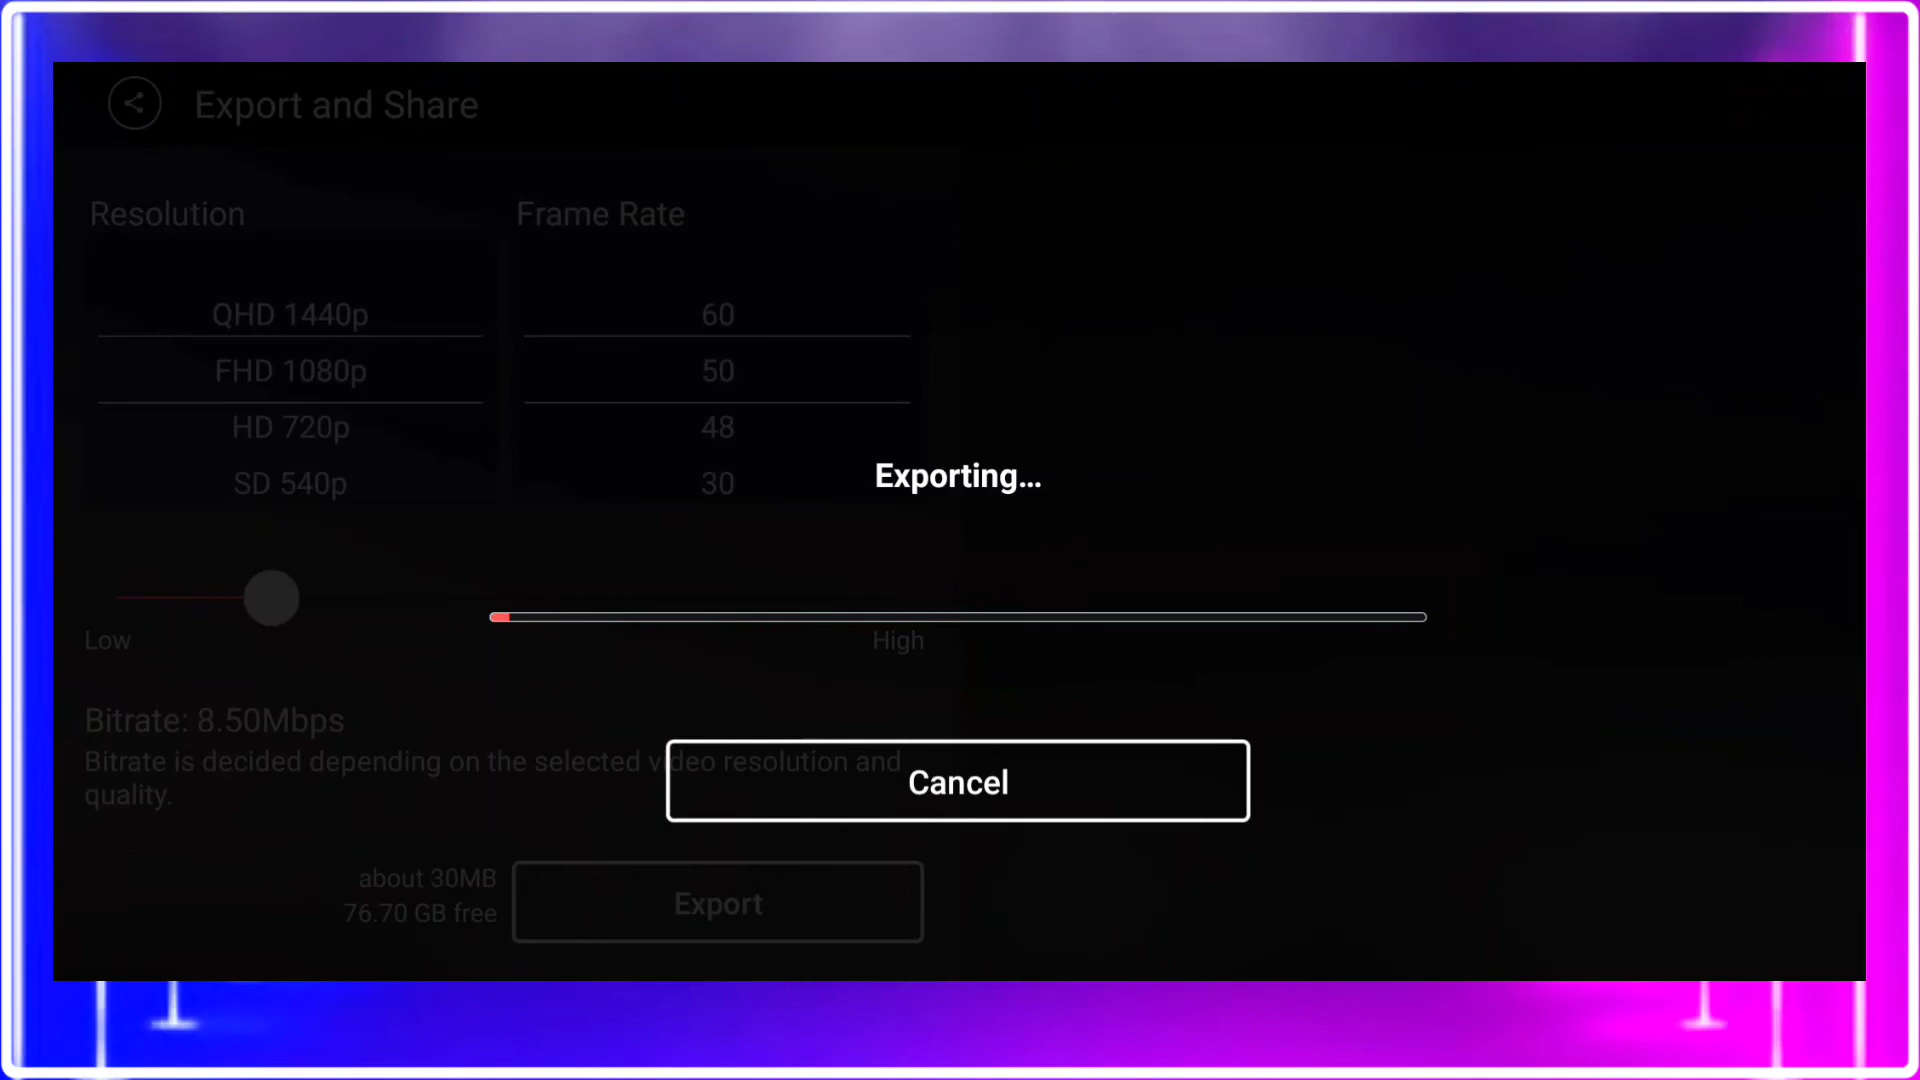 Export and Share
Resolution
Frame Rate
QHD 1440p
60
FHD 1080p
50
HD 720p
48
SD 540p
30
Exporting...
Low
High
Bitrate: 8.50Mbps
Bitrate is decided depending on the selected video resolution and
quality.
Cancel
about 30MB
76.70 GB free
Export